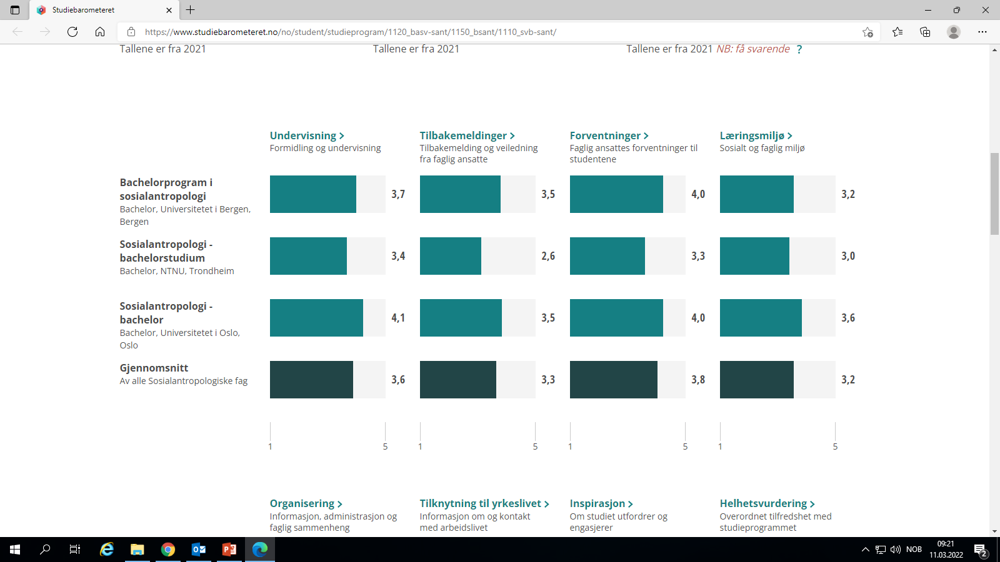 Studiebarometeret
https://www.studiebarometeret.no/no/student/studieprogram/1120_basv-sant/1150_bsant/1110_svb-sant/
Tallene er fra 2021
Tallene er fra 2021
Tallene er fra 2021 NB: få svarende ?
Undervisning >
Formidling og undervisning
Tilbakemeldinger >
Tilbakemelding og veiledning
fra faglig ansatte
Forventninger >
Faglig ansattes forventninger til
studentene
Læringsmiljø >
Sosialt og faglig miljø
Bachelorprogram i
sosialantropologi
Bachelor, Universitetet i Bergen,
Bergen
3,7
3,5
4,0
3,2
Sosialantropologi -
bachelorstudium
Bachelor, NTNU, Trondheim
3,4
2,6
3,3
3,0
Sosialantropologi -
bachelor
Bachelor, Universitetet i Oslo,
Oslo
4,1
3,5
4,0
3,6
Gjennomsnitt
Av alle Sosialantropologiske fag
3,6
3,3
3,8
3,2
1 5
1 5
1 5
1 5
Organisering >
Informasjon, administrasjon og
faglig sammenheng
Tilknytning til yrkeslivet >
Informasjon om og kontakt
med arbeidslivet
Inspirasjon >
Om studiet utfordrer og
engasjerer
Helhetsvurdering >
Overordnet tilfredshet med
studieprogrammet
NOB
09:21
11.03.2022
2